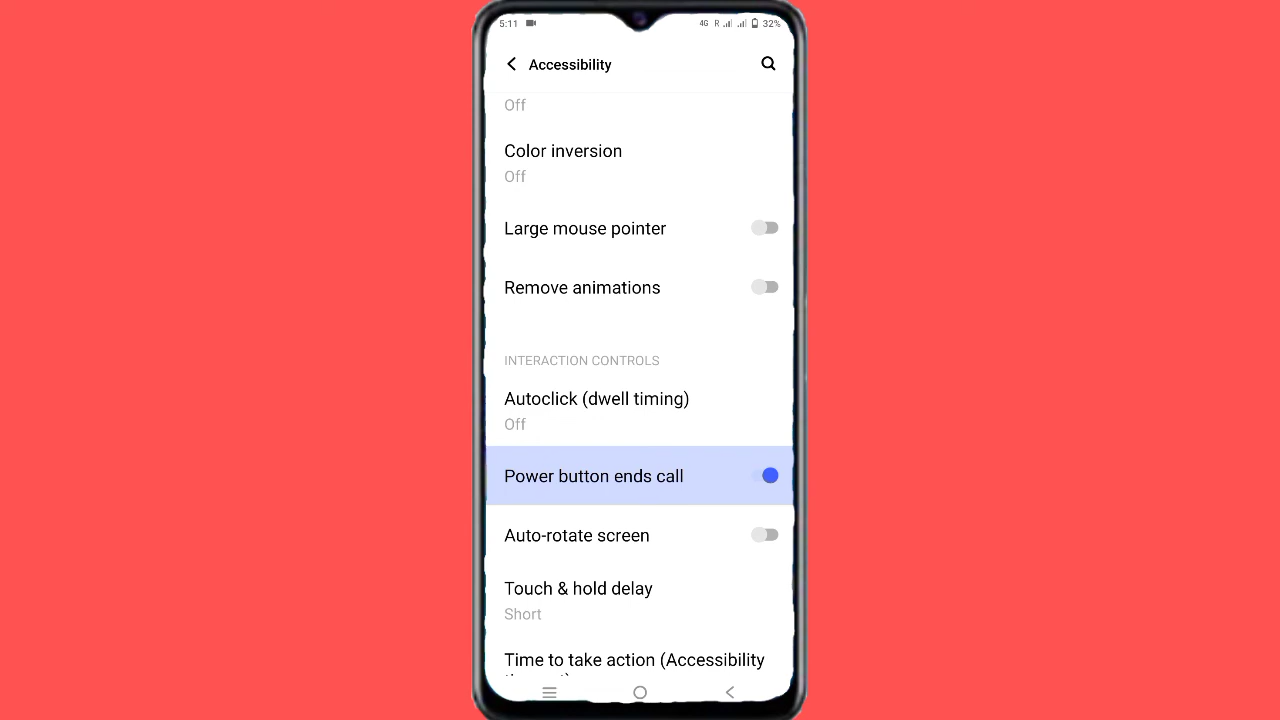 5:11 4G R 32%
Accessibility
Off
Color inversion
Off
Large mouse pointer
Remove animations
INTERACTION CONTROLS
Autoclick (dwell timing)
Off
Power button ends call
Auto-rotate screen
Touch & hold delay
Short
Time to take action (Accessibility